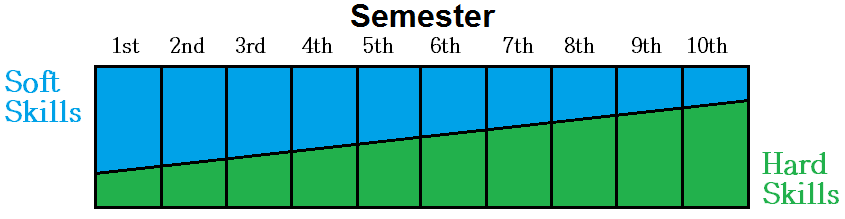 Semester
1st 2nd 3rd 4th 5th 6th 7th 8th 9th 10th
Soft
Skills
Hard
Skills